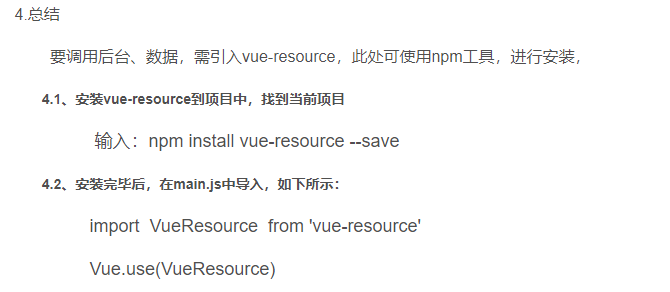 4.总结
要调用后台、数据，需引入vue-resource，此处可使用npm工具，进行安装，
4.1、安装vue-resource到项目中，找到当前项目
输入：npm install vue-resource --save
4.2、安装完毕后，在main.js中导入，如下所示：
import  VueResource  from 'vue-resource'
Vue.use(VueResource)